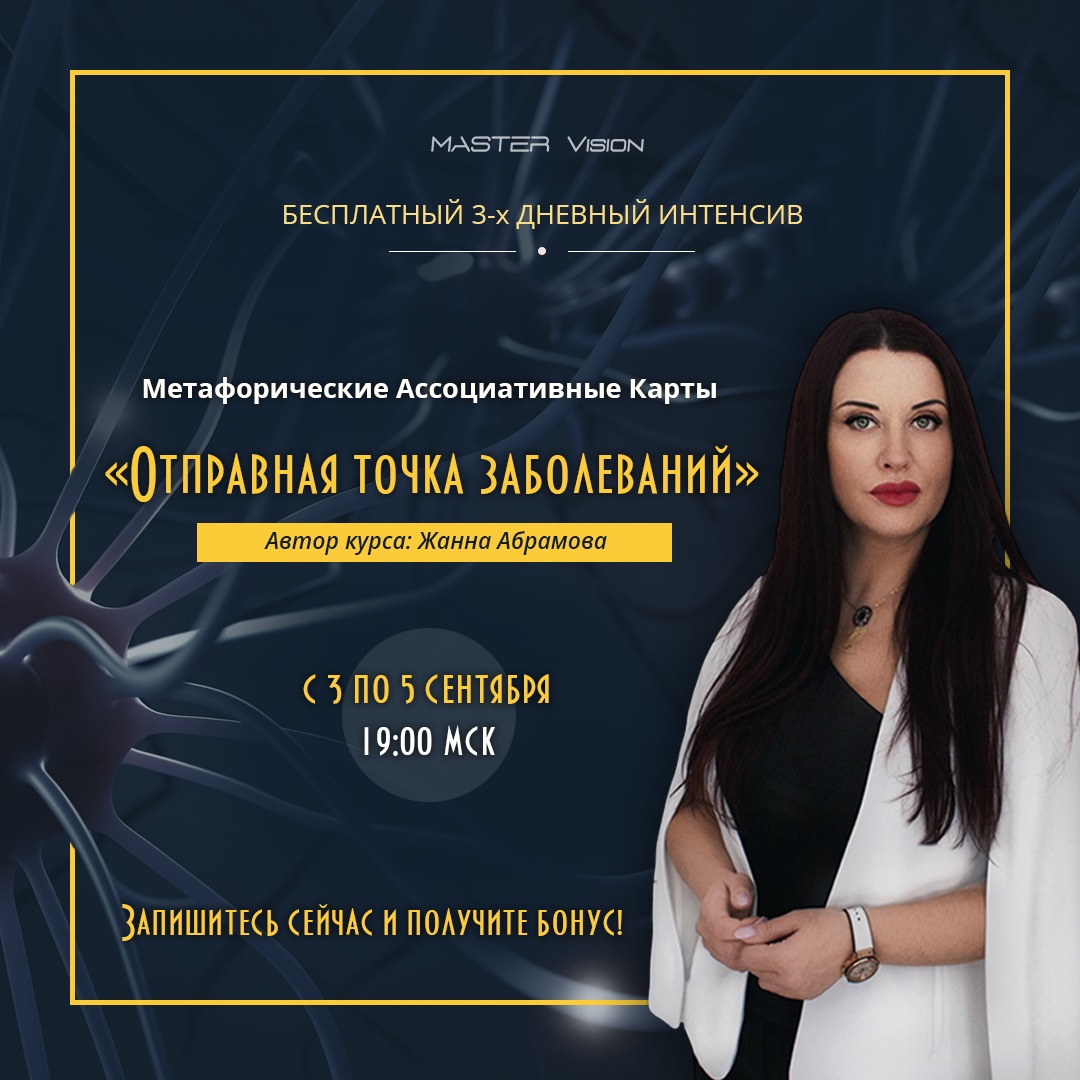 MASTER Vision
БЕСПЛАТНЫЙ 3-х ДНЕВНЫЙ ИНТЕНСИВ
Метафорические Ассоциативные Карты
«Отправная точка заболеваний»
Автор курса: Жанна Абрамова
С 3 ПО 5 СЕНТЯБРЯ
19:00 МСК
Запишитесь сейчас и получите бонус!